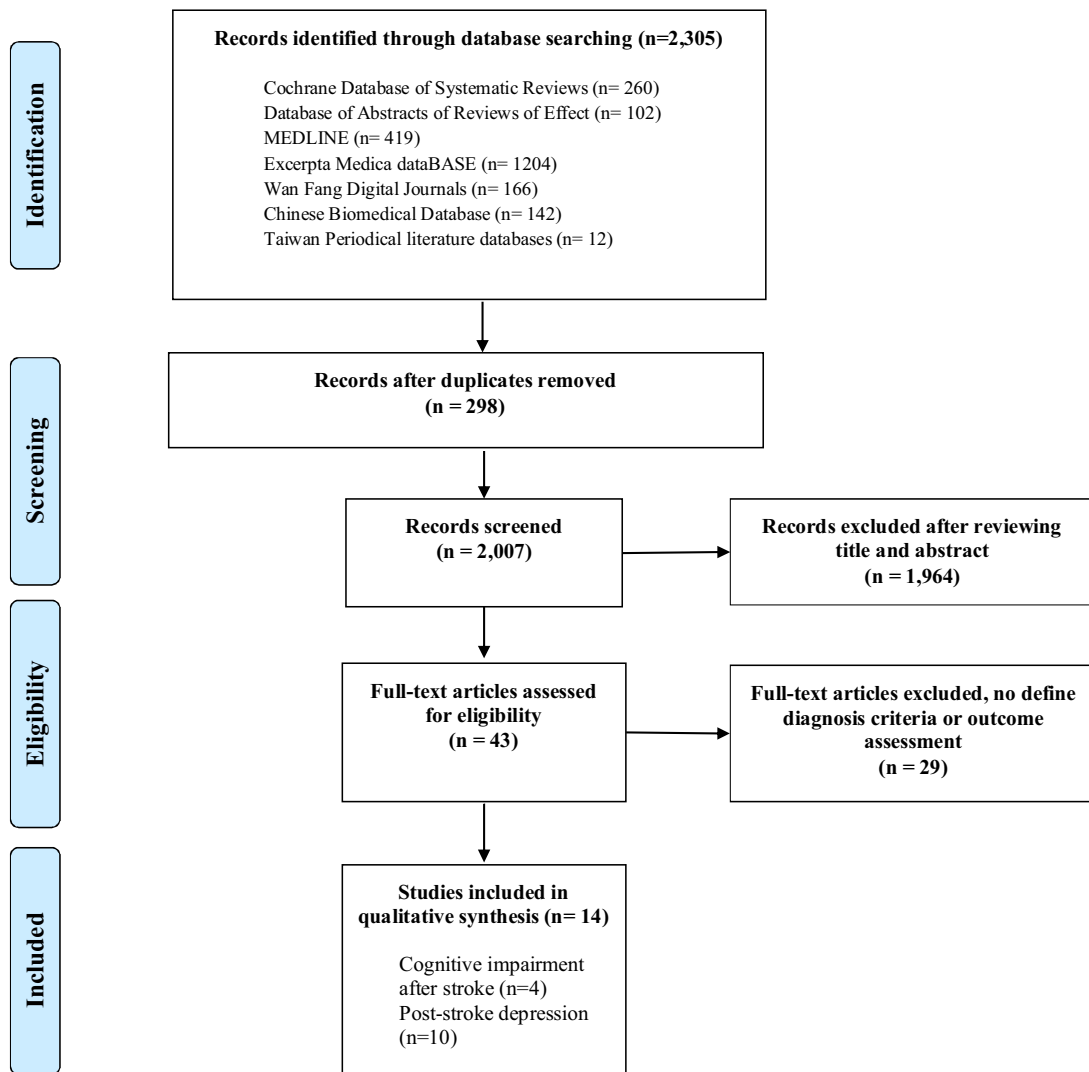 Identification
Records identified through database searching (n=2,305)
Cochrane Database of Systematic Reviews (n= 260)
Database of Abstracts of Reviews of Effect (n= 102)
MEDLINE (n= 419)
Excerpta Medica dataBASE (n= 1204)
Wan Fang Digital Journals (n= 166)
Chinese Biomedical Database (n= 142)
Taiwan Periodical literature databases (n= 12)
Screening
Records after duplicates removed
(n = 298)
Records screened
(n = 2,007)
Records excluded after reviewing
title and abstract
(n = 1,964)
Eligibility
Full-text articles assessed
for eligibility
(n = 43)
Full-text articles excluded, no define
diagnosis criteria or outcome
assessment
(n = 29)
Included
Studies included in
qualitative synthesis (n= 14)
Cognitive impairment
after stroke (n=4)
Post-stroke depression
(n=10)